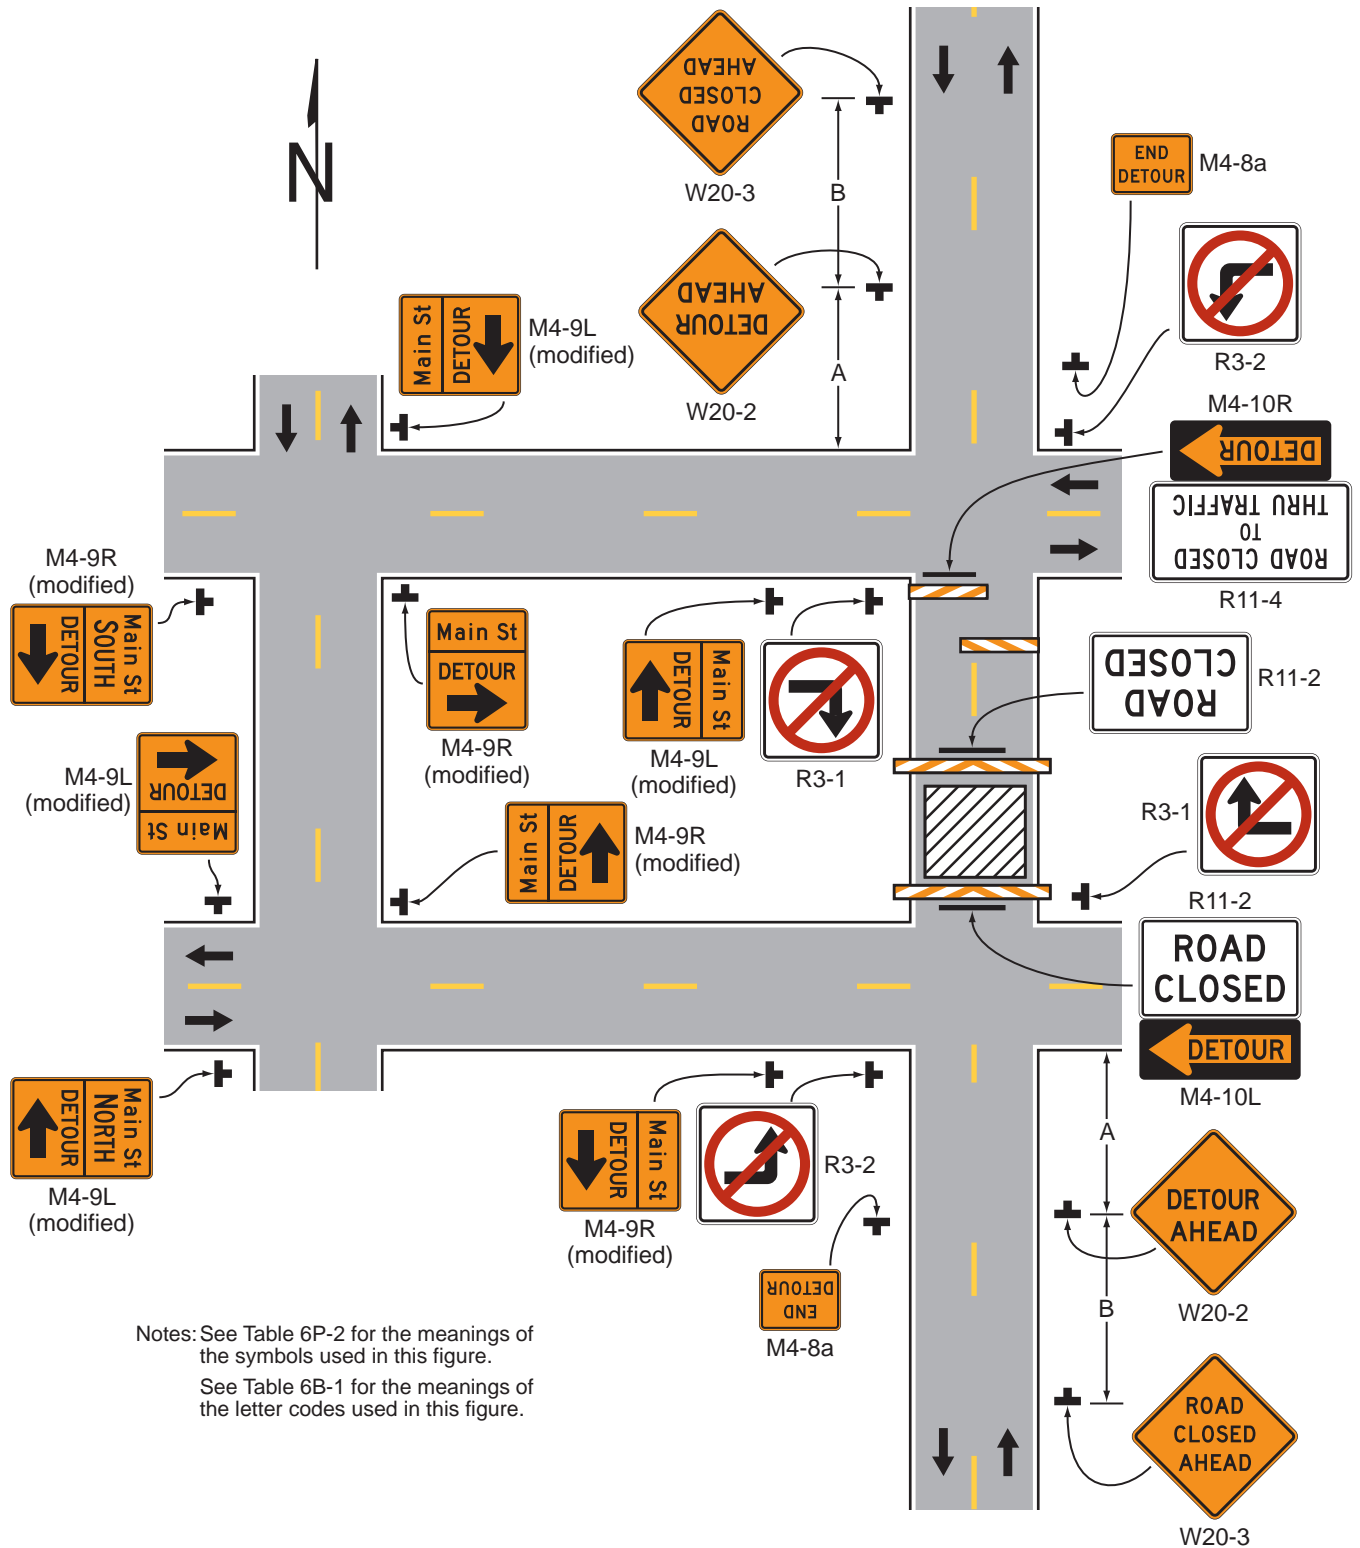 ROAD
CLOSED
AHEAD
W20-3
N
B
END
DETOUR
M4-8a
DETOUR
AHEAD
W20-2
A
R3-2
Main St
DETOUR
M4-9L
(modified)
M4-10R
DETOUR
ROAD CLOSED
TO
THRU TRAFFIC
R11-4
M4-9R
(modified)
Main St
SOUTH
DETOUR
Main St
DETOUR
M4-9R
(modified)
Main St
DETOUR
M4-9L
(modified)
R3-1
ROAD
CLOSED
R11-2
M4-9L
(modified)
Main St
DETOUR
Main St
DETOUR
M4-9R
(modified)
R3-1
R11-2
ROAD
CLOSED
DETOUR
M4-10L
Main St
NORTH
DETOUR
M4-9L
(modified)
Main St
DETOUR
M4-9R
(modified)
R3-2
END
DETOUR
M4-8a
A
DETOUR
AHEAD
W20-2
B
ROAD
CLOSED
AHEAD
W20-3
Notes: See Table 6P-2 for the meanings of
the symbols used in this figure.
See Table 6B-1 for the meanings of
the letter codes used in this figure.